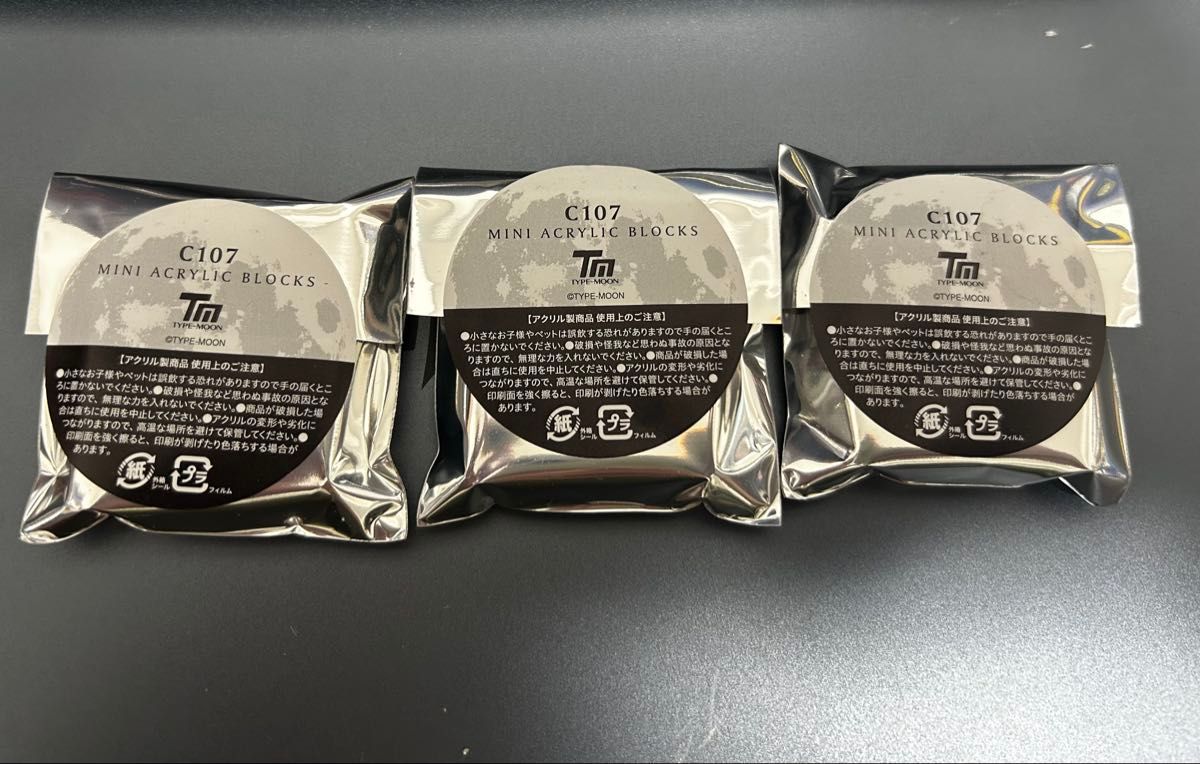 C107
MINI ACRYLIC BLOCKS -
TM
TYPE-MOON
©TYPE-MOON
【アクリル製商品 使用上のご注意】
●小さなお子様やペットは誤飲する恐れがありますので手の届くとこ
ろに置かないでください。●破損や怪我など思わぬ事故の原因とな
りますので、無理な力を入れないでください。●商品が破損した場
合は直ちに使用を中止してください。●アクリルの変形や劣化に
つながりますので、高温な場所を避けて保管してください。●
印刷面を強く擦ると、印刷が剥げたり色落ちする場合が
あります。
紙 外箱 シール プラ フィルム
C107
MINI ACRYLIC BLOCKS
TM
TYPE-MOON
©TYPE-MOON
【アクリル製商品 使用上のご注意】
●小さなお子様やペットは誤飲する恐れがありますので手の届くとこ
ろに置かないでください。●破損や怪我など思わぬ事故の原因とな
りますので、無理な力を入れないでください。●商品が破損した場
合は直ちに使用を中止してください。●アクリルの変形や劣化に
つながりますので、高温な場所を避けて保管してください。●
印刷面を強く擦ると、印刷が剥げたり色落ちする場合が
あります。
紙 外箱 シール プラ フィルム
C107
MINI ACRYLIC BLOCKS
TM
TYPE-MOON
©TYPE-MOON
【アクリル製商品 使用上のご注意】
●小さなお子様やペットは誤飲する恐れがありますので手の届くとこ
ろに置かないでください。●破損や怪我など思わぬ事故の原因とな
りますので、無理な力を入れないでください。●商品が破損した場
合は直ちに使用を中止してください。●アクリルの変形や劣化に
つながりますので、高温な場所を避けて保管してください。●
印刷面を強く擦ると、印刷が剥げたり色落ちする場合が
あります。
紙 外箱 シール プラ フィルム